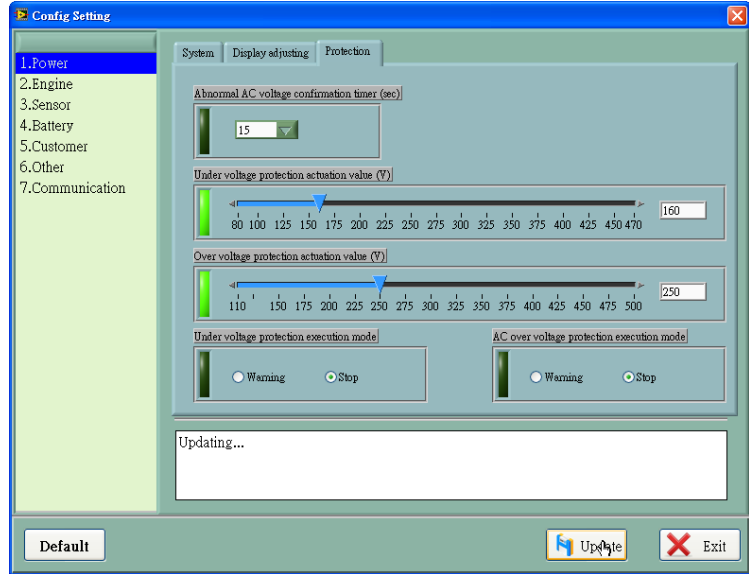 Config Setting
1.Power
2.Engine
3.Sensor
4.Battery
5.Customer
6.Other
7.Communication
System Display adjusting Protection
Abnormal AC voltage confirmation timer (sec)
15
Under voltage protection actuation value (V)
160
80 100 125 150 175 200 225 250 275 300 325 350 375 400 425 450 470
Over voltage protection actuation value (V)
250
110 150 175 200 225 250 275 300 325 350 375 400 425 450 475 500
Under voltage protection execution mode
Warning Stop
AC over voltage protection execution mode
Warning Stop
Updating...
Default Update Exit